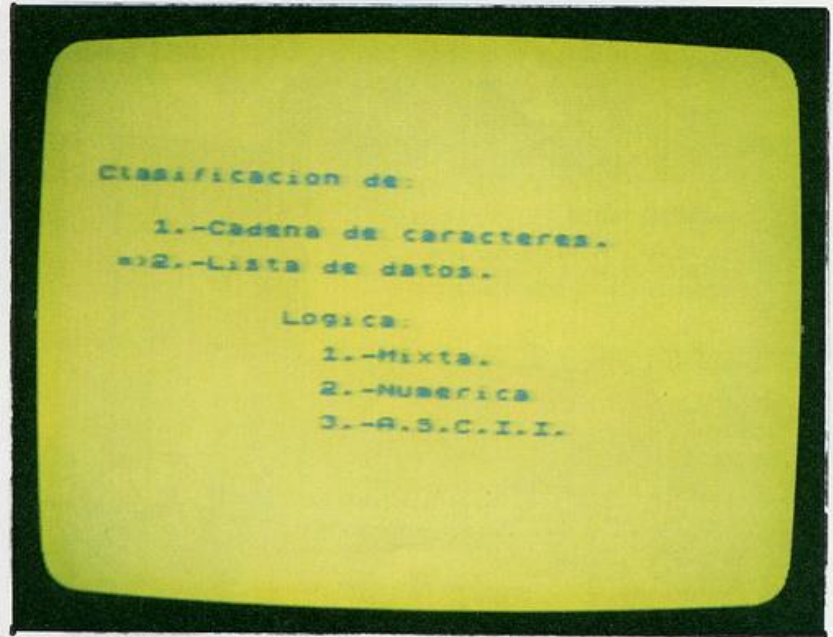 Clasificacion de:
1.-Cadena de caracteres.
=>2.-Lista de datos.
Logica:
1.-Mixta.
2.-Numerica
3.-A.S.C.I.I.